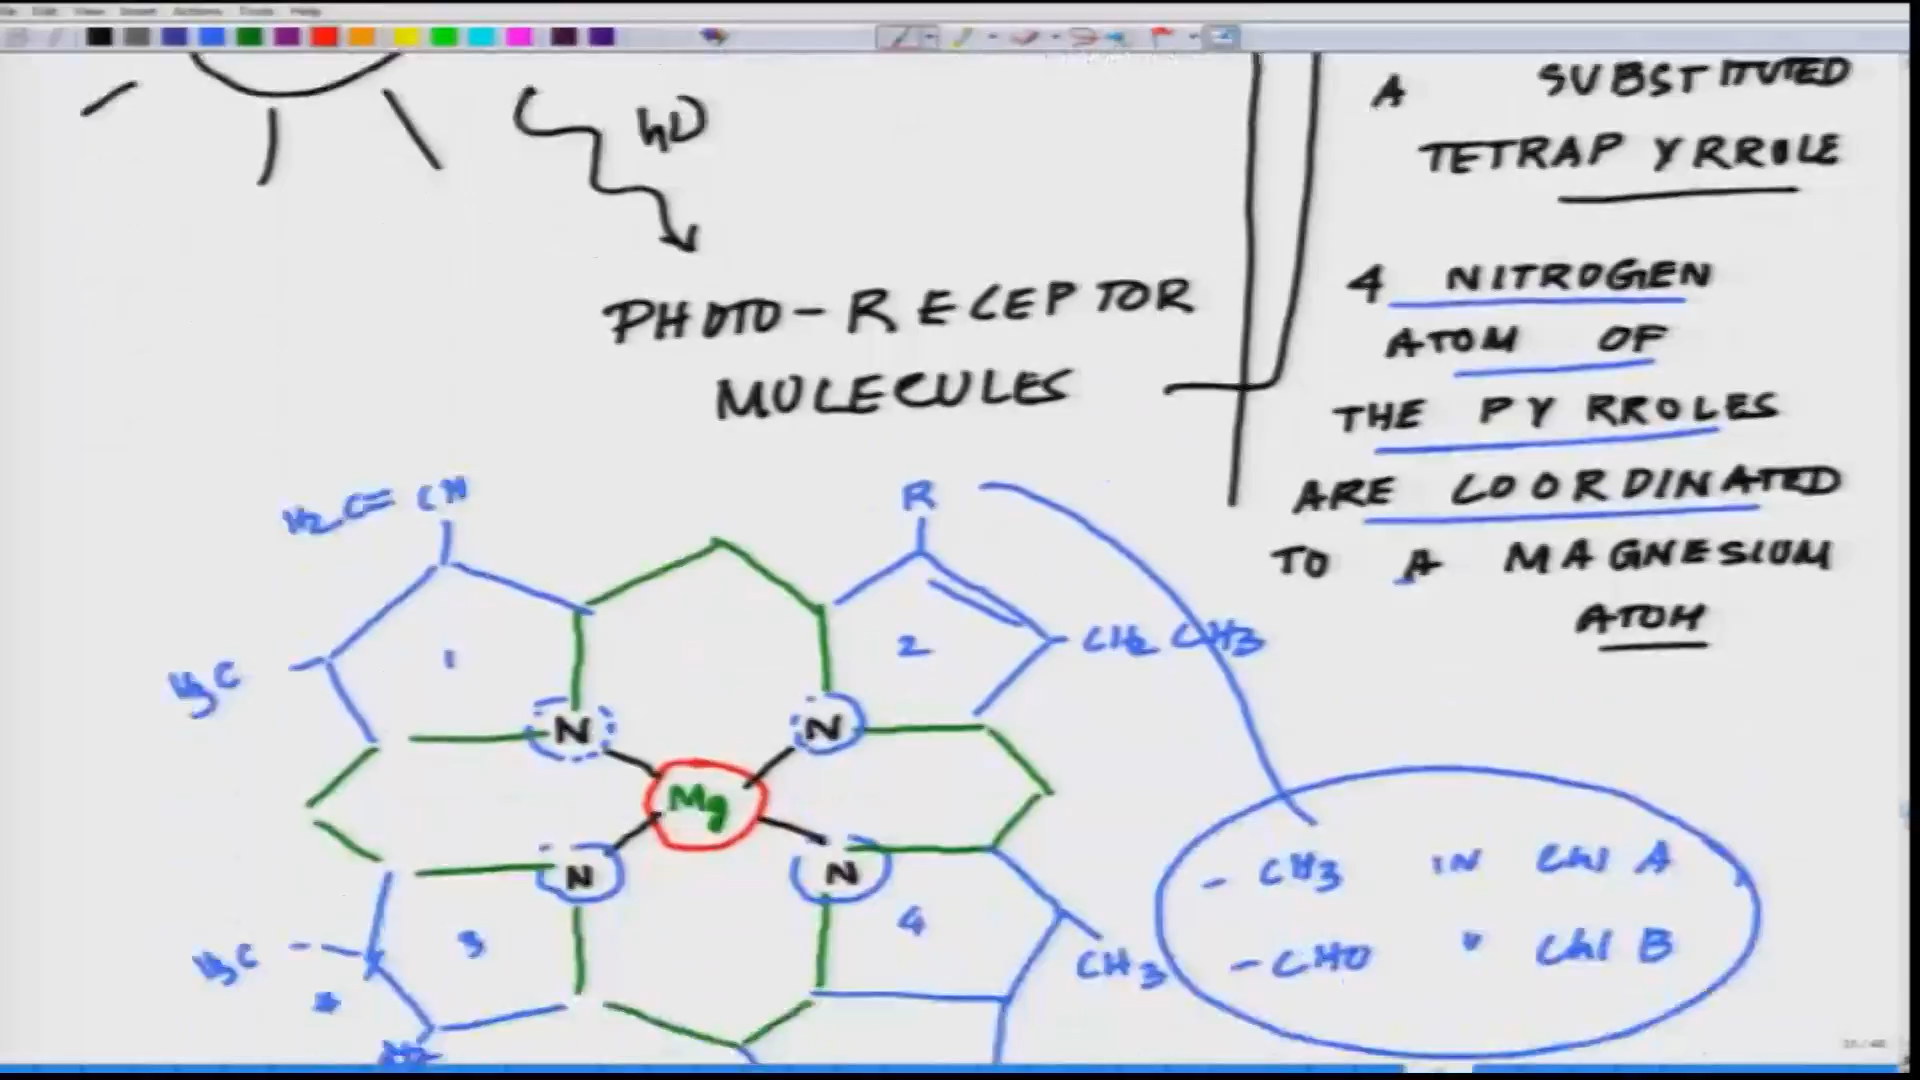 hν
A SUBSTITUTED
TETRAPYRROLE
PHOTO-RECEPTOR
MOLECULES
4 NITROGEN
ATOM OF
THE PYRROLES
ARE COORDINATED
TO A MAGNESIUM
ATOM
H2C=CH
R
1
2
CH2CH3
H3C
N
N
Mg
N
N
3
4
H3C
CH3
-CH3 IN Chl A
-CHO " Chl B